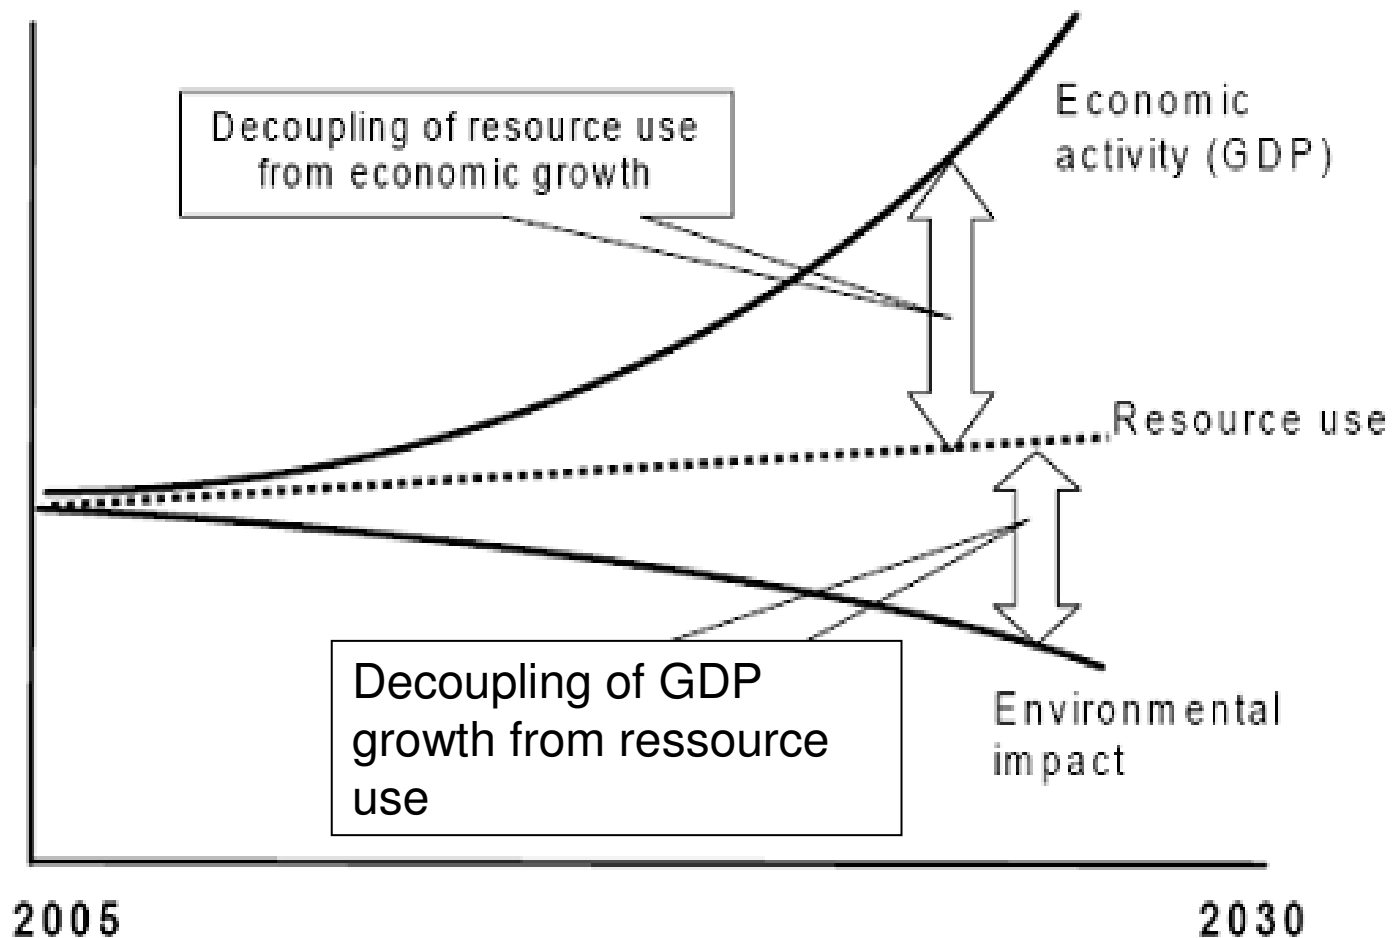 Decoupling of resource use
from economic growth
Economic
activity (GDP)
Resource use
Decoupling of GDP
growth from ressource
use
Environmental
impact
2005
2030